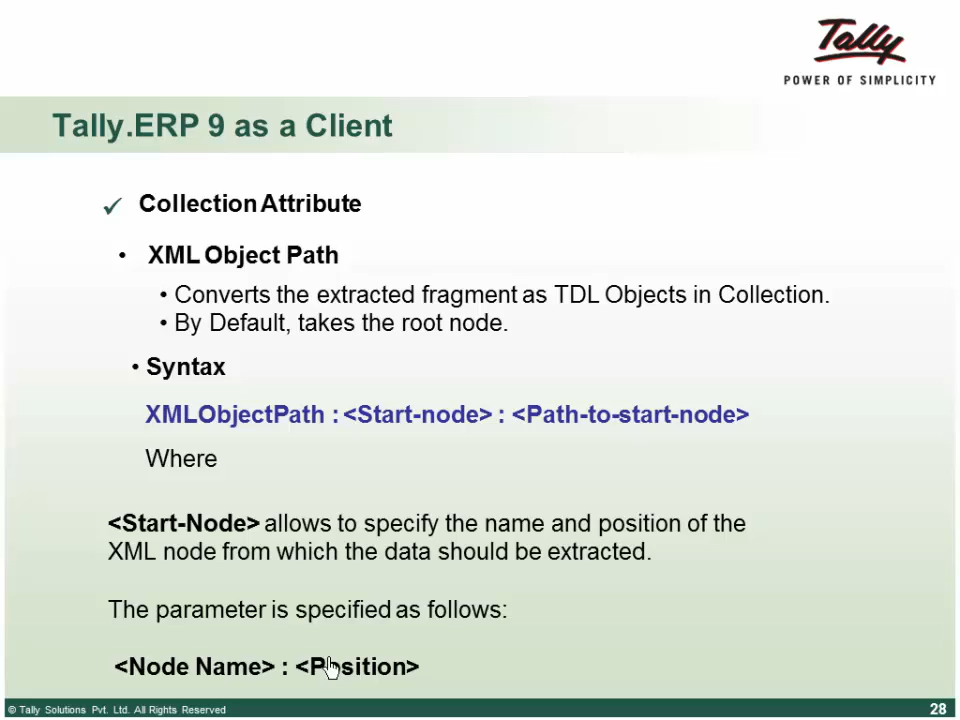 Tally
POWER OF SIMPLICITY
Tally.ERP 9 as a Client
✓ Collection Attribute
• XML Object Path
• Converts the extracted fragment as TDL Objects in Collection.
• By Default, takes the root node.
• Syntax
XMLObjectPath : <Start-node> : <Path-to-start-node>
Where
<Start-Node> allows to specify the name and position of the
XML node from which the data should be extracted.
The parameter is specified as follows:
<Node Name> : <Position>
© Tally Solutions Pvt. Ltd. All Rights Reserved
28